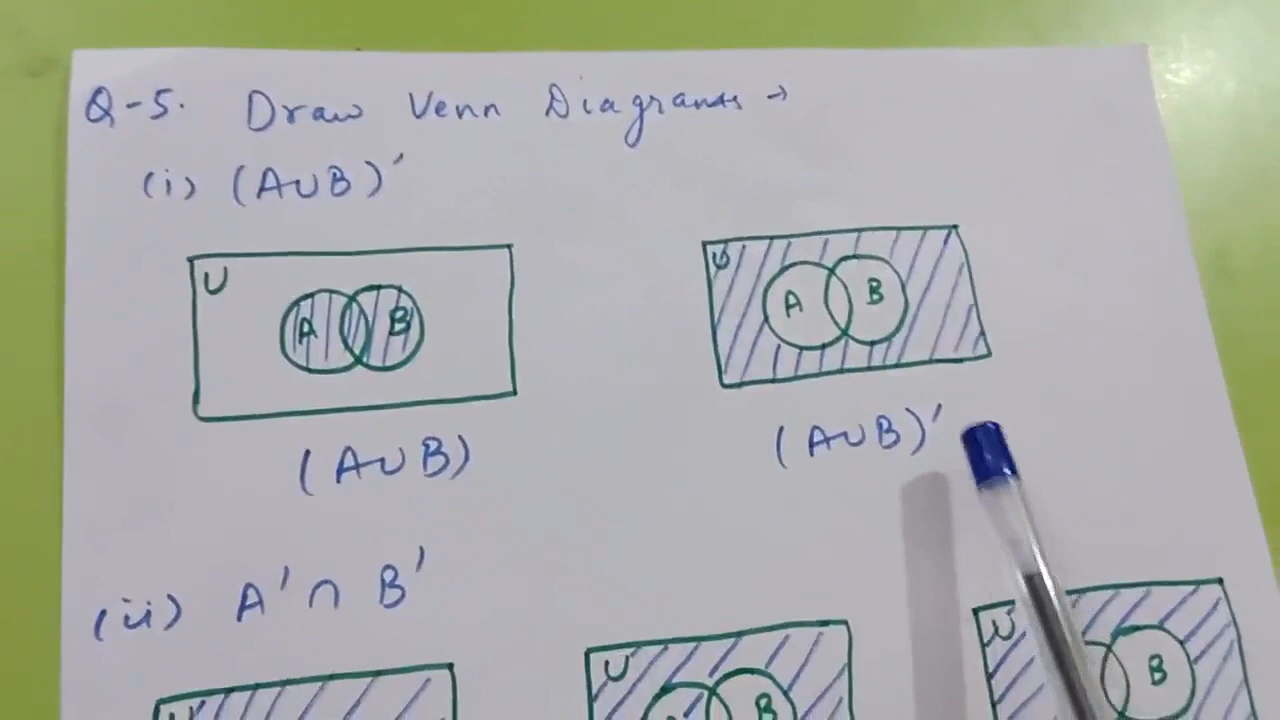 Q-5. Draw Venn Diagrams →
(i) (A∪B)'
U A B
U A B
(A∪B)
(A∪B)'
(ii) A' ∩ B'
U
U B
U B